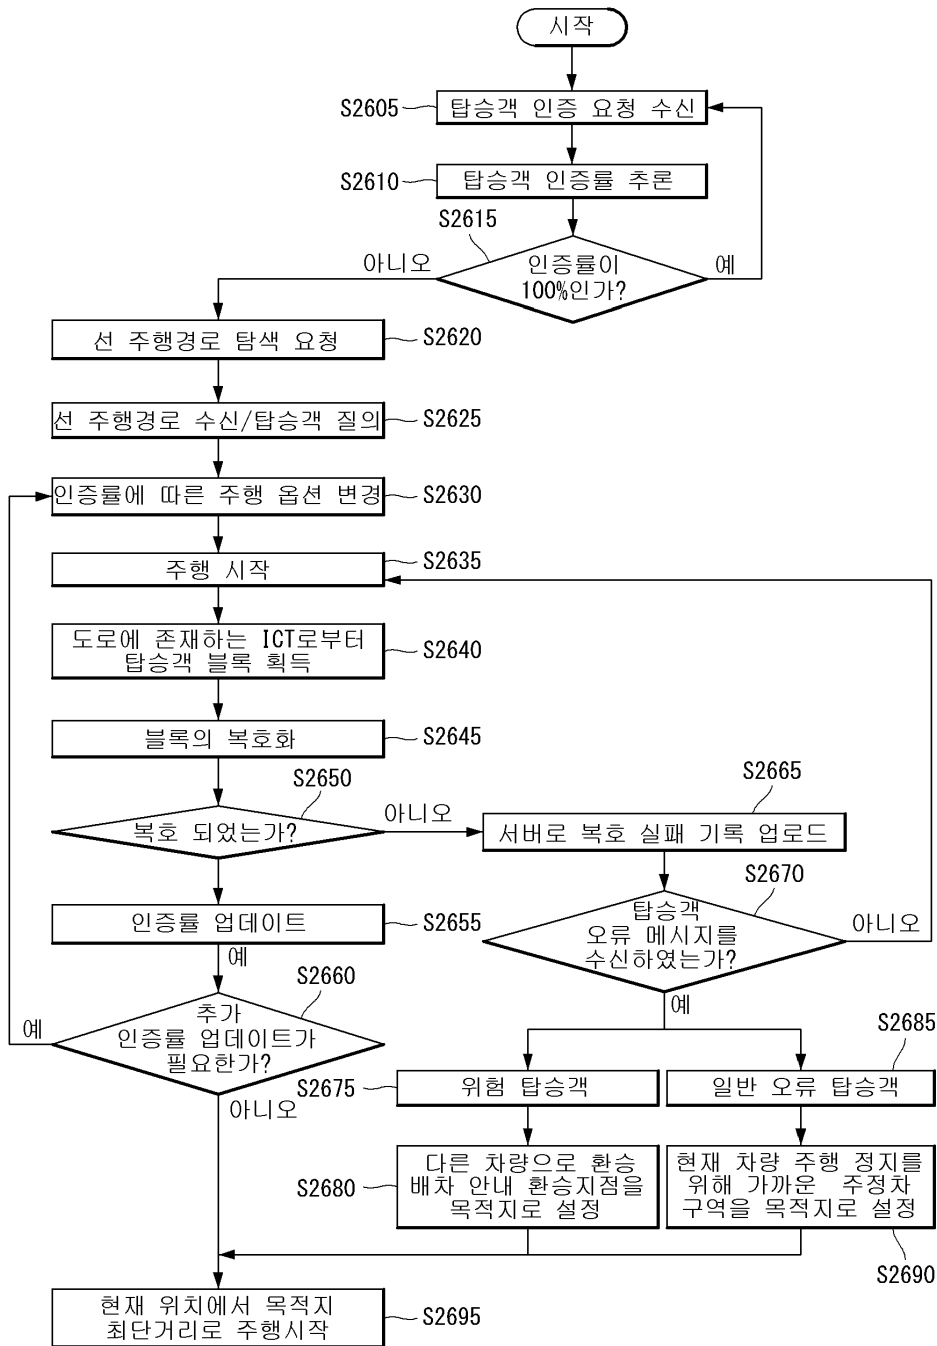 시작
S2605
탑승객 인증 요청 수신
S2610
탑승객 인증률 추론
S2615
아니오
인증률이
100%인가?
예
선 주행경로 탐색 요청
S2620
선 주행경로 수신/탑승객 질의
S2625
인증률에 따른 주행 옵션 변경
S2630
주행 시작
S2635
도로에 존재하는 ICT로부터
탑승객 블록 획득
S2640
블록의 복호화
S2645
S2650
복호 되었는가?
아니오
S2665
서버로 복호 실패 기록 업로드
인증률 업데이트
S2655
예
S2670
탑승객
오류 메시지를
수신하였는가?
아니오
예
S2660
추가
인증률 업데이트가
필요한가?
예
아니오
S2675
위험 탑승객
S2685
일반 오류 탑승객
S2680
다른 차량으로 환승
배차 안내 환승지점을
목적지로 설정
현재 차량 주행 정지를
위해 가까운 주정차
구역을 목적지로 설정
S2690
현재 위치에서 목적지
최단거리로 주행시작
S2695